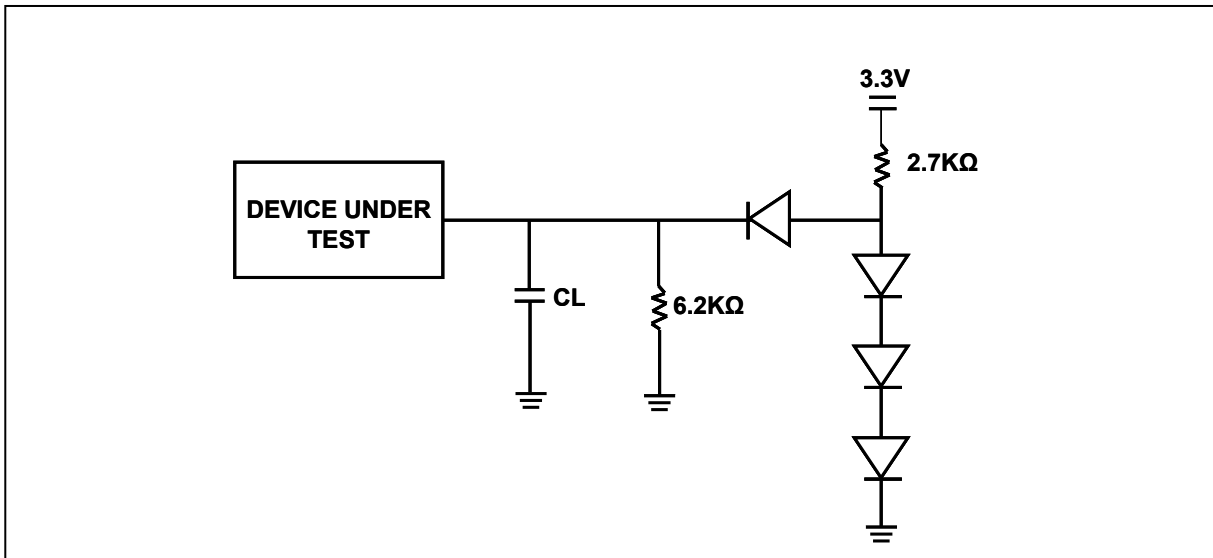 3.3V
2.7KΩ
DEVICE UNDER
TEST
CL
6.2KΩ